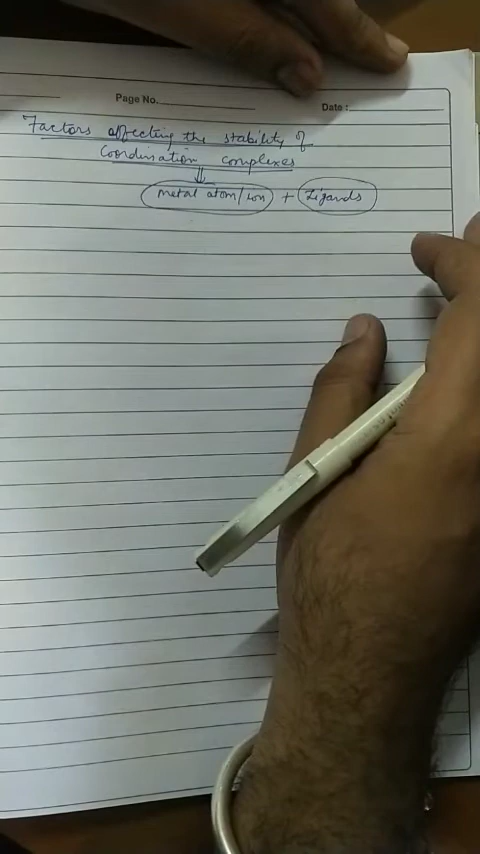 Page No.
Date :
Factors affecting the stability of
Coordination complexes
⇓
metal atom/ion + Ligands